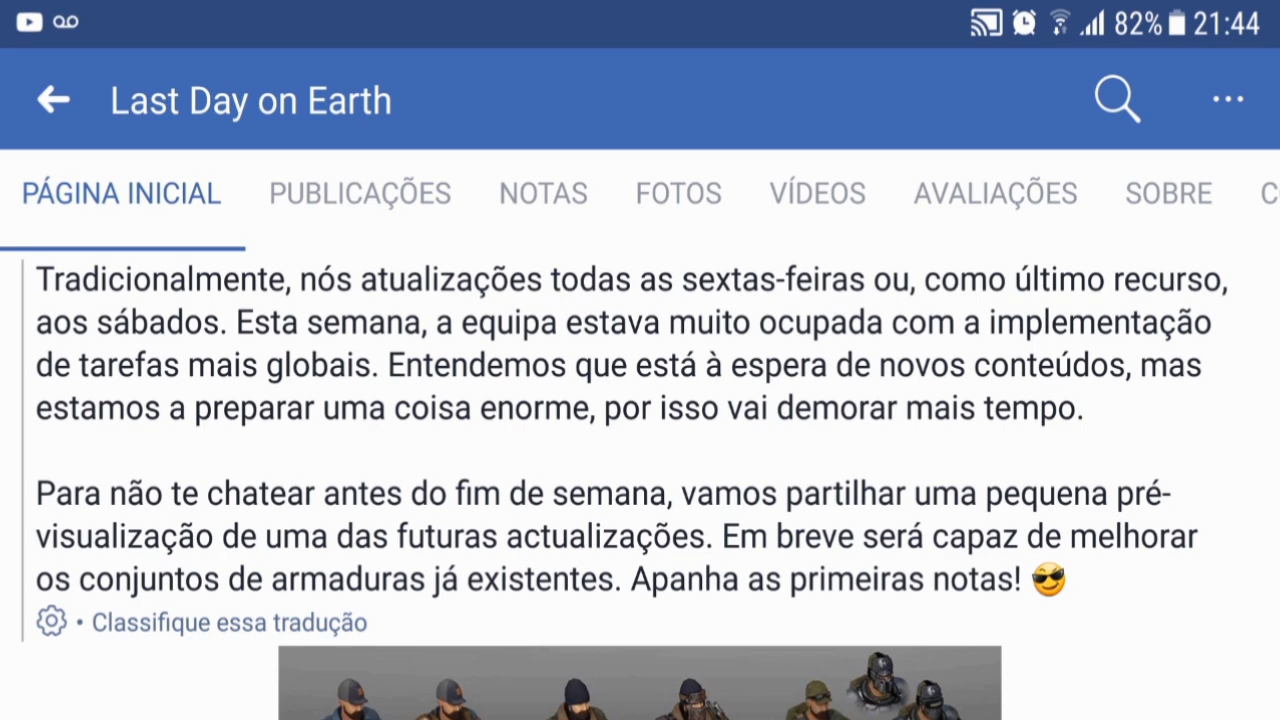 82% 21:44
Last Day on Earth
PÁGINA INICIAL PUBLICAÇÕES NOTAS FOTOS VÍDEOS AVALIAÇÕES SOBRE
Tradicionalmente, nós atualizações todas as sextas-feiras ou, como último recurso,
aos sábados. Esta semana, a equipa estava muito ocupada com a implementação
de tarefas mais globais. Entendemos que está à espera de novos conteúdos, mas
estamos a preparar uma coisa enorme, por isso vai demorar mais tempo.
Para não te chatear antes do fim de semana, vamos partilhar uma pequena pré-
visualização de uma das futuras actualizações. Em breve será capaz de melhorar
os conjuntos de armaduras já existentes. Apanha as primeiras notas! 😎
• Classifique essa tradução